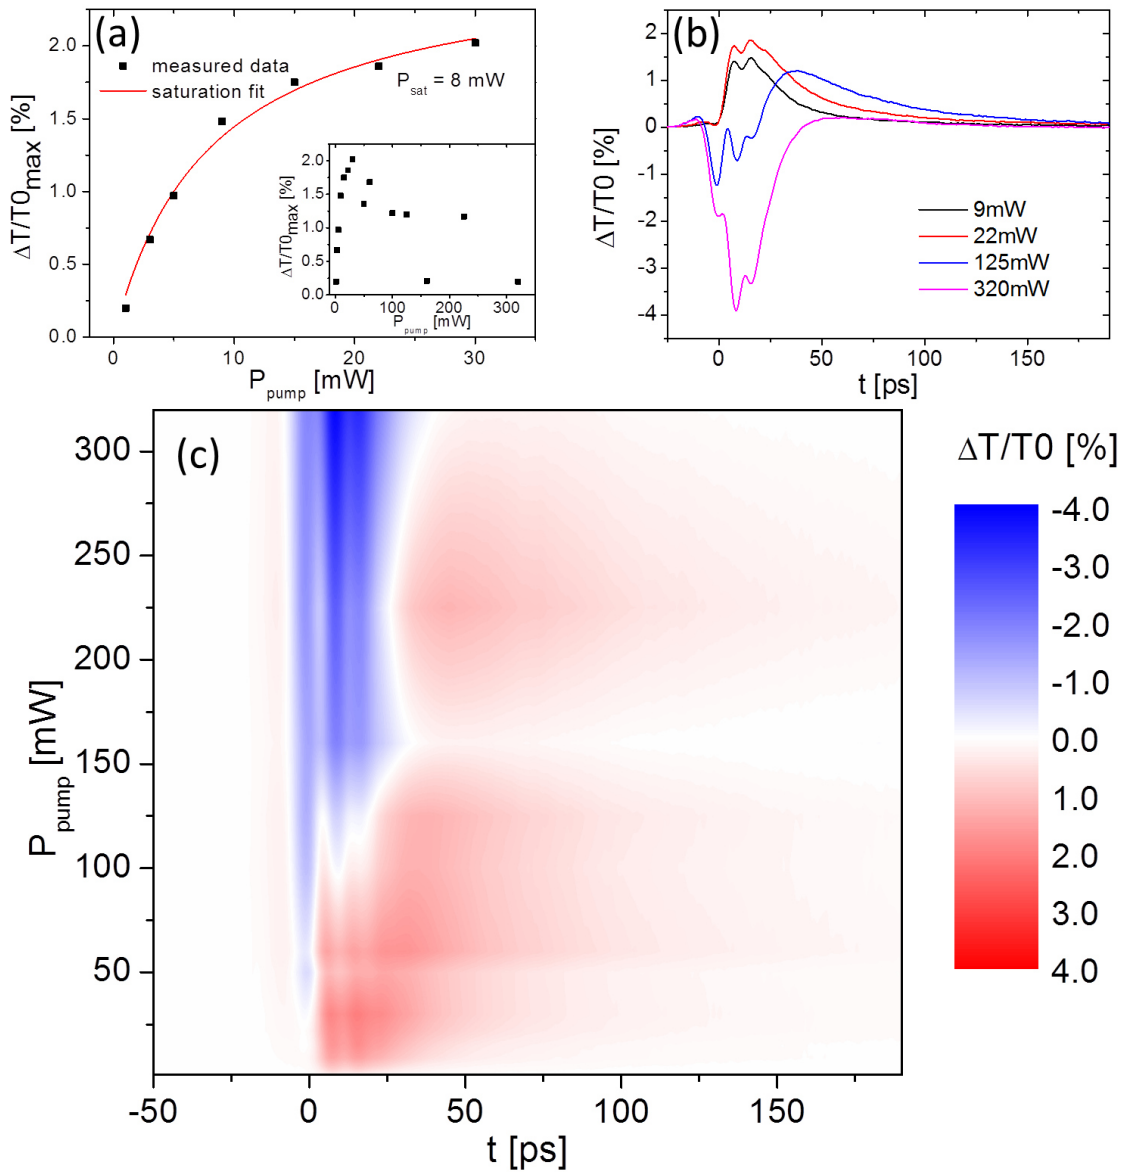 (a)
measured data
saturation fit
P_sat = 8 mW
ΔT/T0_max [%]
2.0
1.5
1.0
0.5
0.0
0
10
20
30
P_pump [mW]
ΔT/T0_max [%]
2.0
1.5
1.0
0.5
0.0
0
100
200
300
P_pump [mW]
(b)
ΔT/T0 [%]
2
1
0
-1
-2
-3
-4
0
50
100
150
t [ps]
9mW
22mW
125mW
320mW
(c)
P_pump [mW]
300
250
200
150
100
50
-50
0
50
100
150
t [ps]
ΔT/T0 [%]
-4.0
-3.0
-2.0
-1.0
0.0
1.0
2.0
3.0
4.0